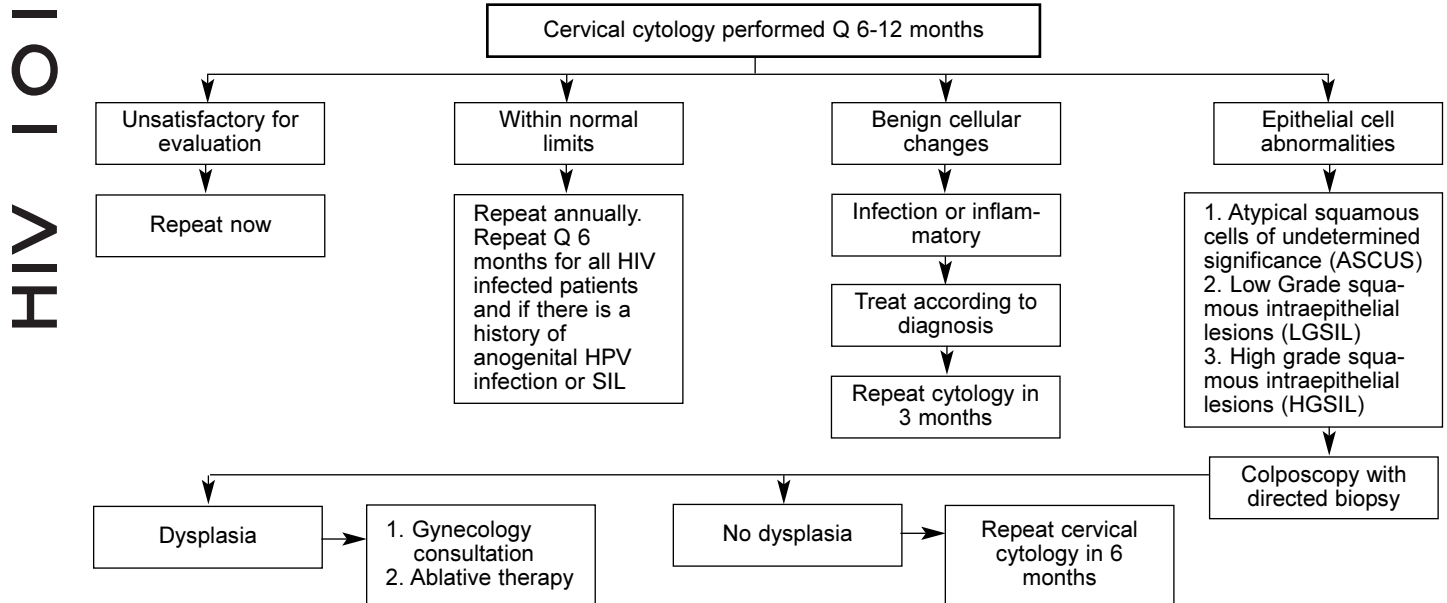 HIV 101
Cervical cytology performed Q 6-12 months
Unsatisfactory for
evaluation
Repeat now
Within normal
limits
Repeat annually.
Repeat Q 6
months for all HIV
infected patients
and if there is a
history of
anogenital HPV
infection or SIL
Benign cellular
changes
Infection or inflam-
matory
Treat according to
diagnosis
Repeat cytology in
3 months
Epithelial cell
abnormalities
1. Atypical squamous
cells of undetermined
significance (ASCUS)
2. Low Grade squa-
mous intraepithelial
lesions (LGSIL)
3. High grade squa-
mous intraepithelial
lesions (HGSIL)
Colposcopy with
directed biopsy
Dysplasia
1. Gynecology
consultation
2. Ablative therapy
No dysplasia
Repeat cervical
cytology in 6
months